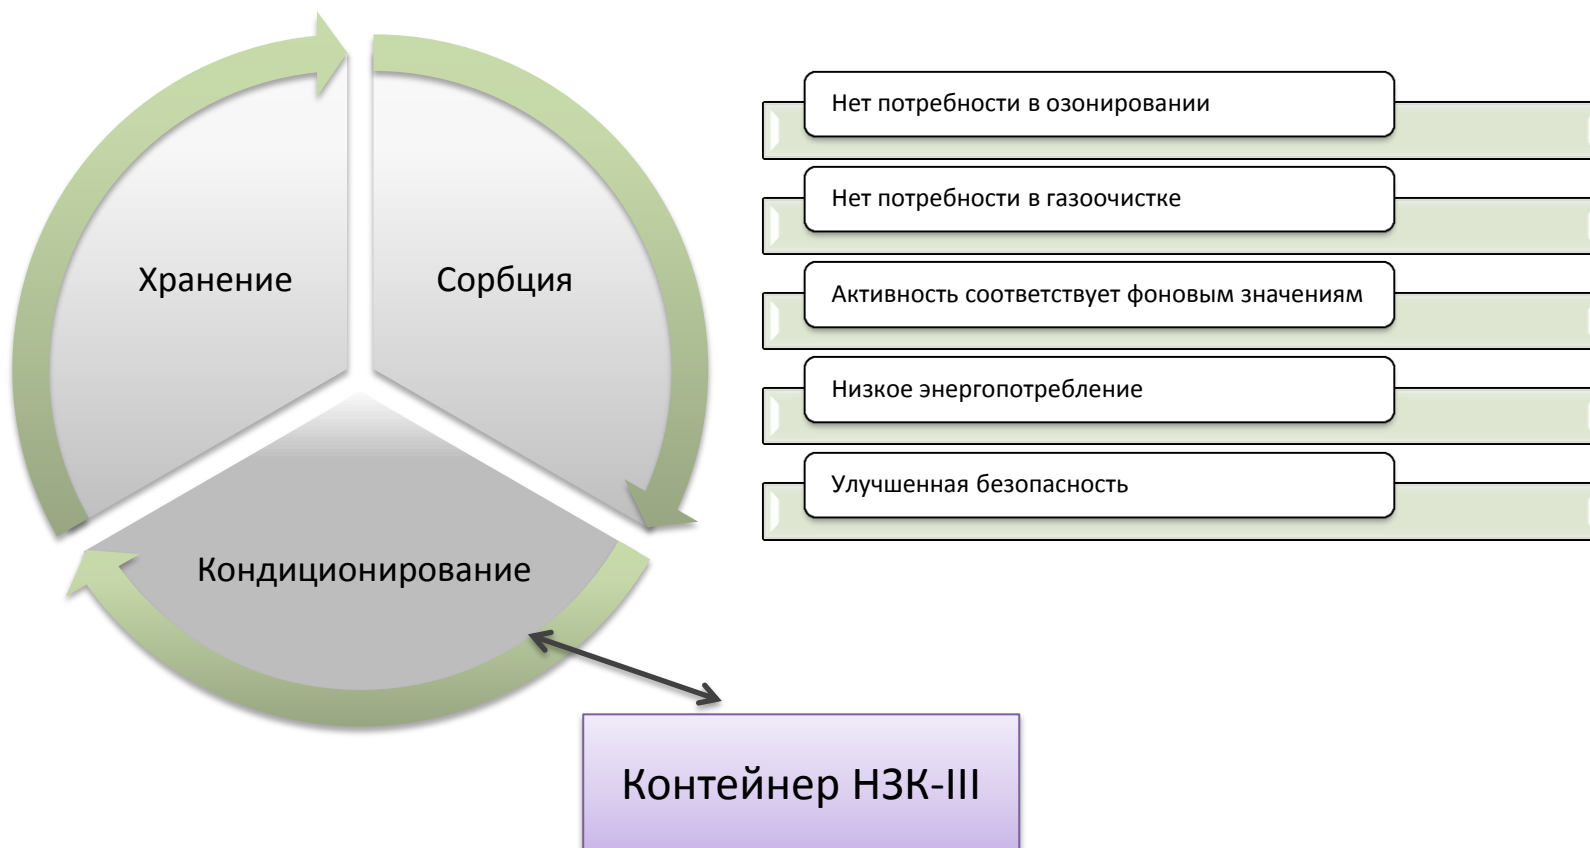 Хранение
Сорбция
Кондиционирование
Контейнер НЗК-III
Нет потребности в озонировании
Нет потребности в газоочистке
Активность соответствует фоновым значениям
Низкое энергопотребление
Улучшенная безопасность